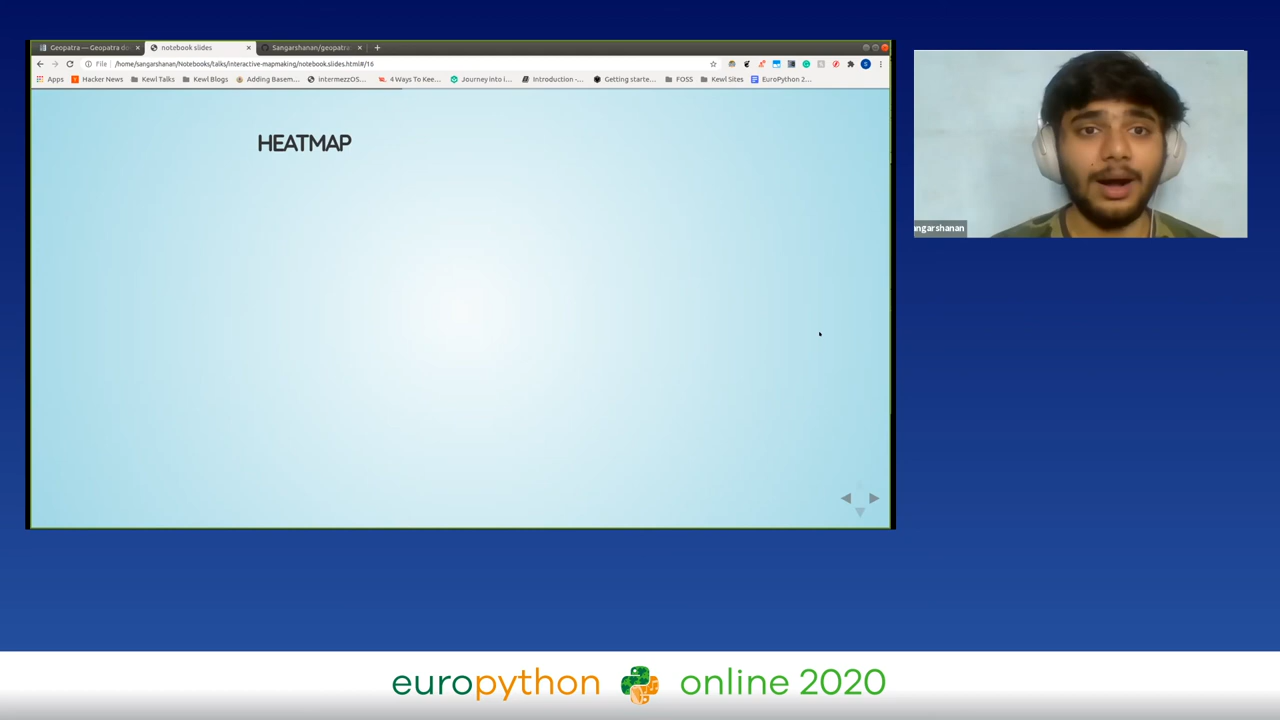 Geopatra — Geopatra do
notebook slides
Sangarshanan/geopatra
File
/home/sangarshanan/Notebooks/talks/interactive-mapmaking/notebook.slides.html#/16
Apps
Hacker News
Kewl Talks
Kewl Blogs
Adding Basem...
intermezzOS...
4 Ways To Kee...
Journey into i...
Introduction -...
Getting starte...
FOSS
Kewl Sites
EuroPython 2...
HEATMAP
angarshanan
europython
online 2020